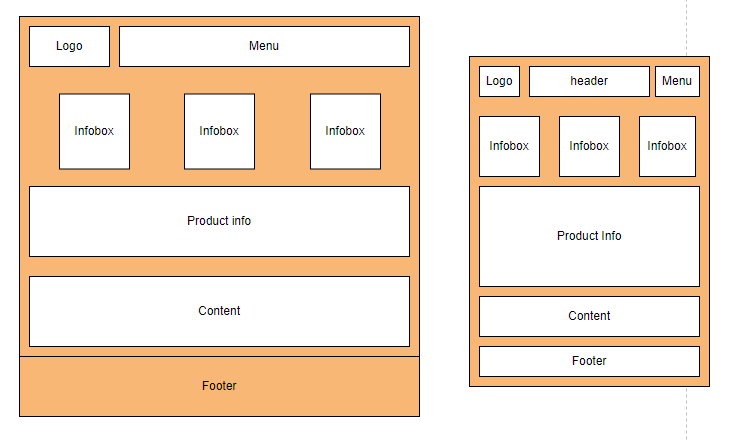 Logo
Menu
Infobox
Infobox
Infobox
Product info
Content
Footer
Logo
header
Menu
Infobox
Infobox
Infobox
Product Info
Content
Footer